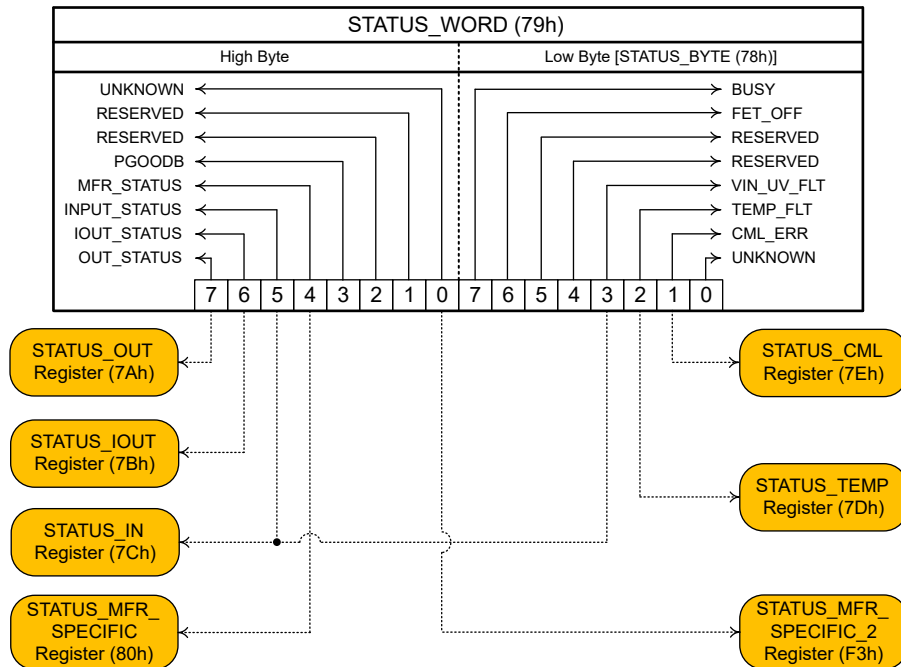 STATUS_WORD (79h)
High Byte
Low Byte [STATUS_BYTE (78h)]
UNKNOWN
BUSY
RESERVED
FET_OFF
RESERVED
RESERVED
PGOODB
RESERVED
MFR_STATUS
VIN_UV_FLT
INPUT_STATUS
TEMP_FLT
IOUT_STATUS
CML_ERR
OUT_STATUS
UNKNOWN
7 6 5 4 3 2 1 0 7 6 5 4 3 2 1 0
STATUS_OUT
Register (7Ah)
STATUS_CML
Register (7Eh)
STATUS_IOUT
Register (7Bh)
STATUS_TEMP
Register (7Dh)
STATUS_IN
Register (7Ch)
STATUS_MFR_
SPECIFIC
Register (80h)
STATUS_MFR_
SPECIFIC_2
Register (F3h)